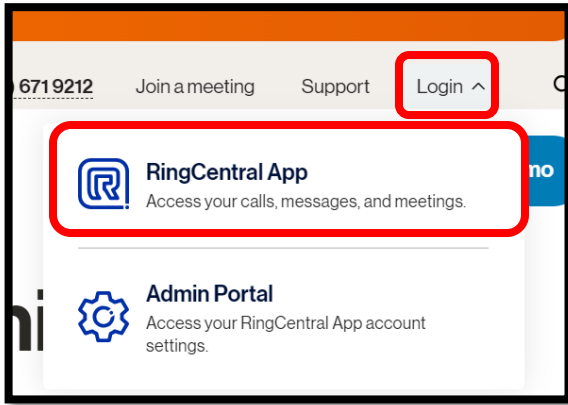 671 9212 Join a meeting Support Login
RingCentral App
Access your calls, messages, and meetings.
Admin Portal
Access your RingCentral App account
settings.